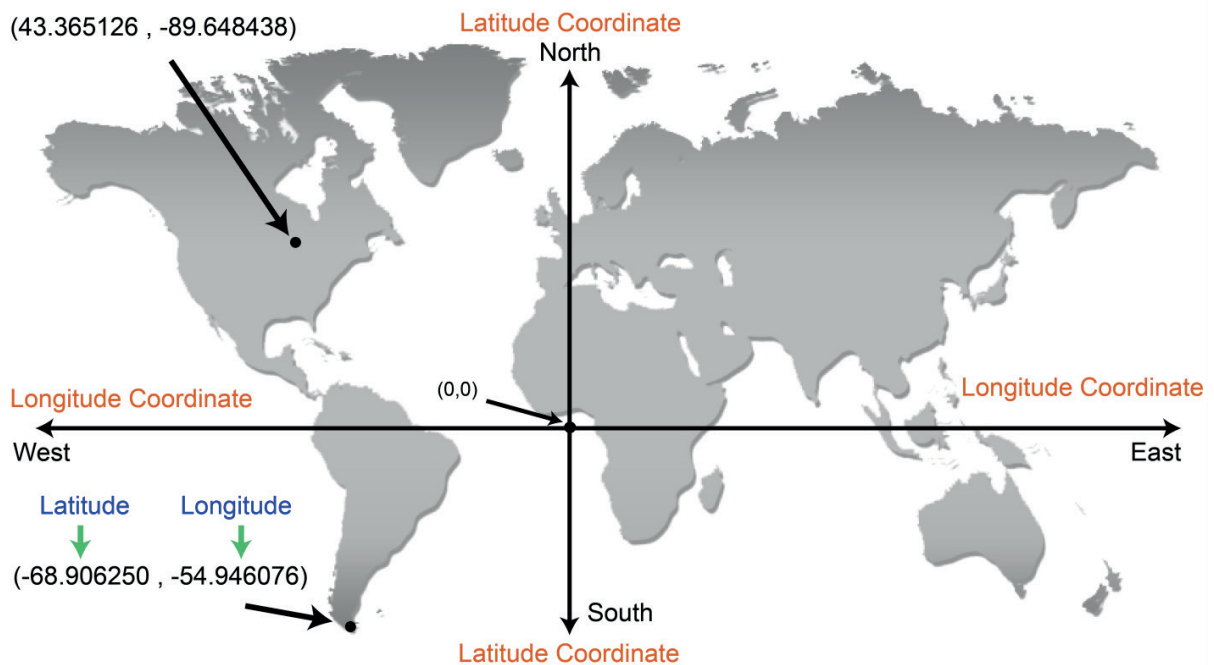 (43.365126 , -89.648438)
Latitude Coordinate
North
(0,0)
Longitude Coordinate
Longitude Coordinate
West
East
Latitude
Longitude
(-68.906250 , -54.946076)
South
Latitude Coordinate